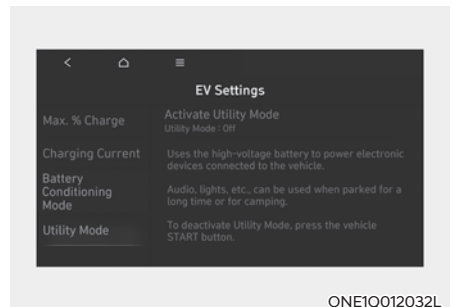 EV Settings
Max. % Charge
Charging Current
Battery
Conditioning
Mode
Utility Mode
Activate Utility Mode
Utility Mode : Off
Uses the high-voltage battery to power electronic
devices connected to the vehicle.
Audio, lights, etc., can be used when parked for a
long time or for camping.
To deactivate Utility Mode, press the vehicle
START button.
ONE1O012032L